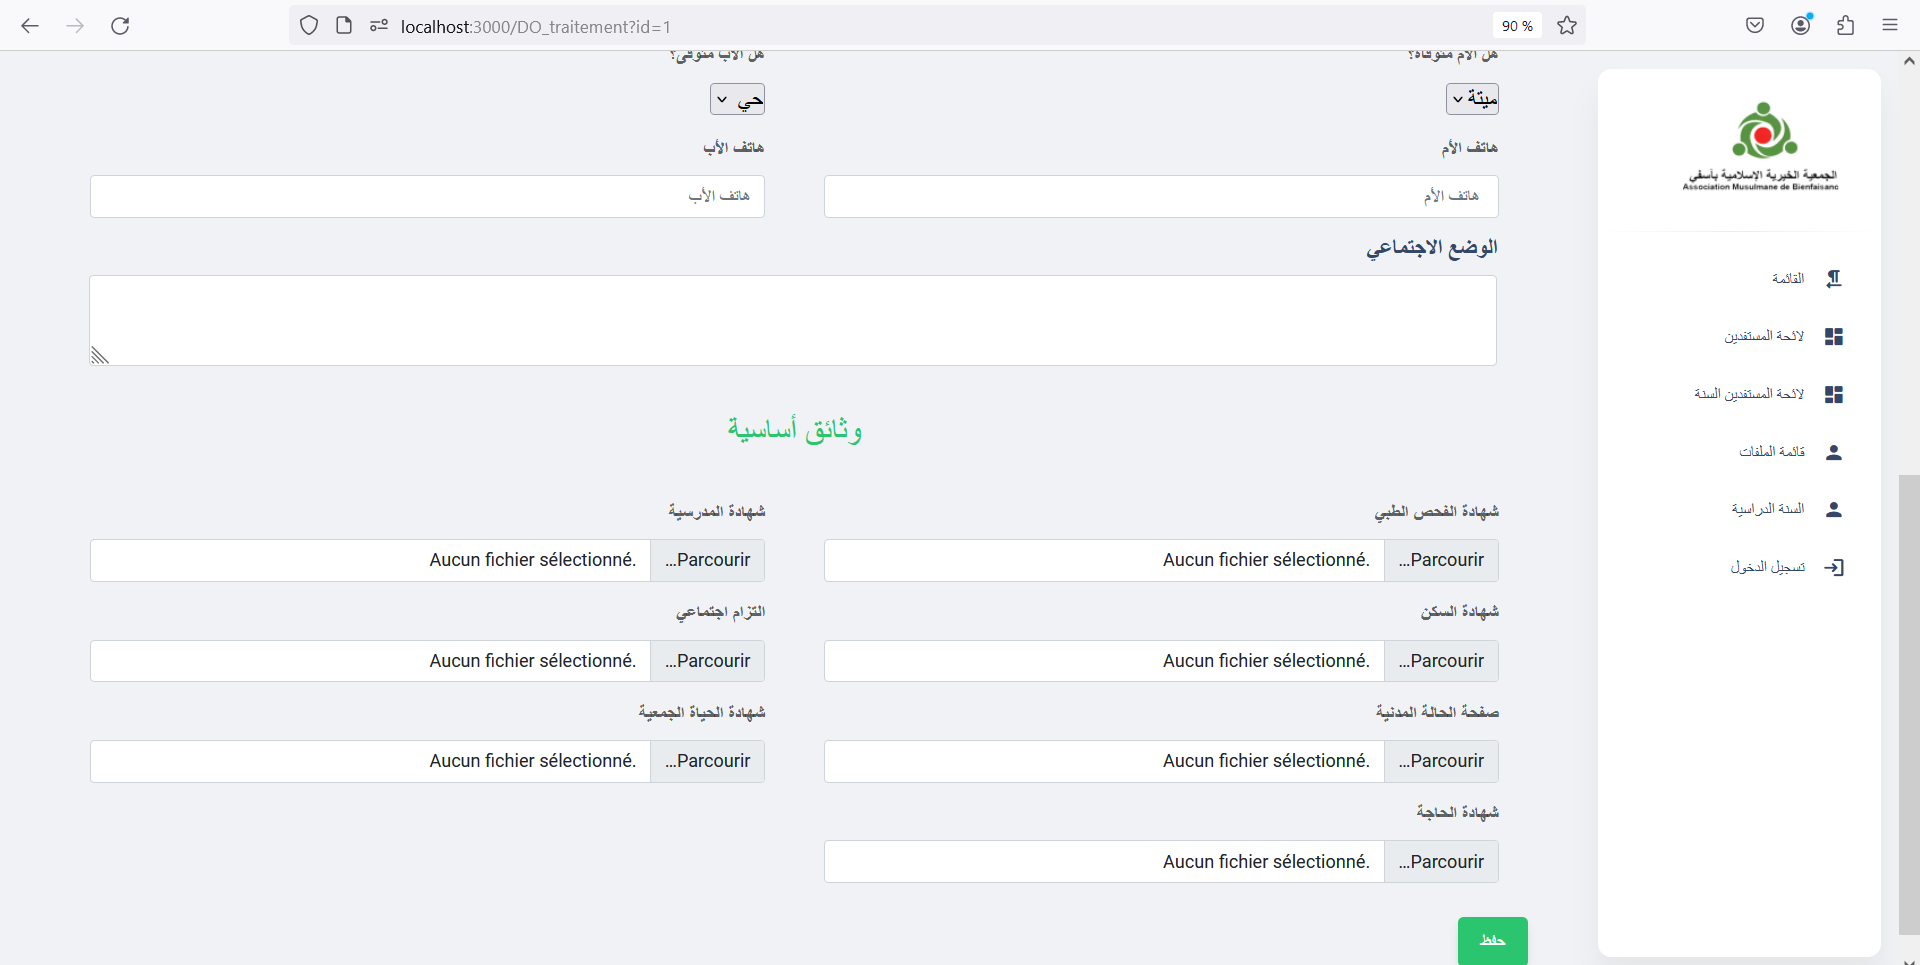 localhost:3000/DO_traitement?id=1
90 %
هل الأم متوفاة؟
هل الأب متوفى؟
ميتة
حي
هاتف الأم
هاتف الأب
هاتف الأم
هاتف الأب
الوضع الاجتماعي
وثائق أساسية
شهادة الفحص الطبي
شهادة المدرسية
Parcourir...
Aucun fichier sélectionné.
Parcourir...
Aucun fichier sélectionné.
شهادة السكن
التزام اجتماعي
Parcourir...
Aucun fichier sélectionné.
Parcourir...
Aucun fichier sélectionné.
صفحة الحالة المدنية
شهادة الحياة الجمعية
Parcourir...
Aucun fichier sélectionné.
Parcourir...
Aucun fichier sélectionné.
شهادة الحاجة
Parcourir...
Aucun fichier sélectionné.
حفظ
الجمعية الخيرية الإسلامية بآسفي
Association Musulmane de Bienfaisanc
القائمة
لائحة المستفدين
لائحة المستفدين السنة
قائمة الملفات
السنة الدراسية
تسجيل الدخول